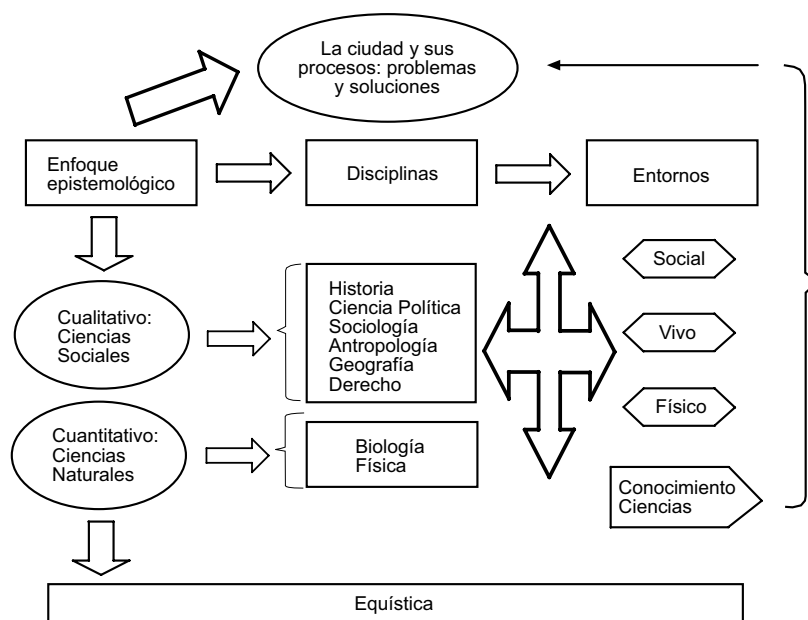 La ciudad y sus
procesos: problemas
y soluciones
Enfoque
epistemológico
Disciplinas
Entornos
Cualitativo:
Ciencias
Sociales
Historia
Ciencia Política
Sociología
Antropología
Geografía
Derecho
Social
Vivo
Físico
Cuantitativo:
Ciencias
Naturales
Biología
Física
Conocimiento
Ciencias
Equística